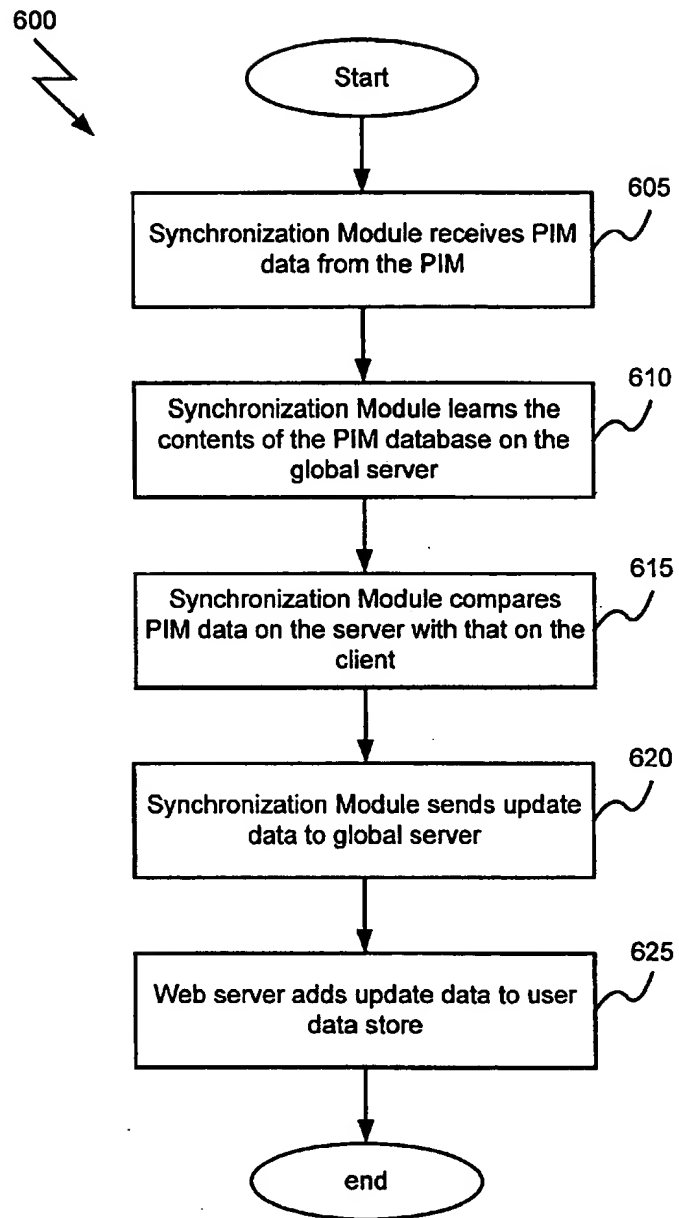 600
Start
605
Synchronization Module receives PIM
data from the PIM
610
Synchronization Module learns the
contents of the PIM database on the
global server
615
Synchronization Module compares
PIM data on the server with that on the
client
620
Synchronization Module sends update
data to global server
625
Web server adds update data to user
data store
end